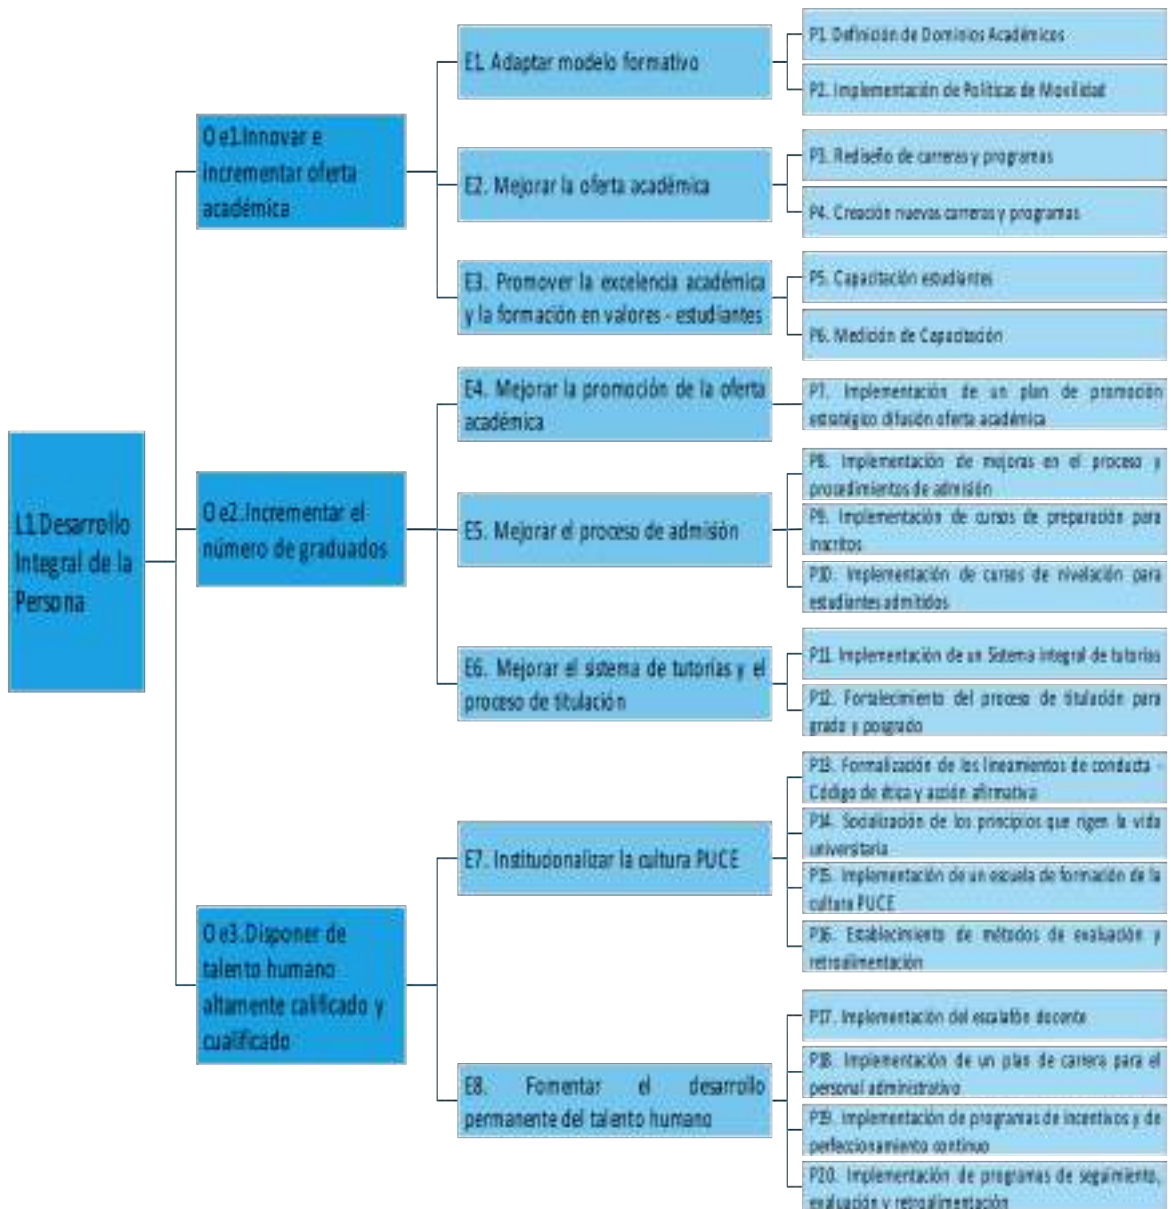 L1.Desarrollo
Integral de la
Persona
O e1.Innovar e
incrementar oferta
académica
E1. Adaptar modelo formativo
P1. Definición de Dominios Académicos
P2. Implementación de Políticas de Movilidad
E2. Mejorar la oferta académica
P3. Rediseño de carreras y programas
P4. Creación nuevas carreras y programas
E3. Promover la excelencia académica
y la formación en valores - estudiantes
P5. Capacitación estudiantes
P6. Medición de Capacitación
O e2.Incrementar el
número de graduados
E4. Mejorar la promoción de la oferta
académica
P7. Implementación de un plan de promoción
estratégico difusión oferta académica
E5. Mejorar el proceso de admisión
P8. Implementación de mejoras en el proceso y
procedimientos de admisión
P9. Implementación de cursos de preparación para
inscritos
P10. Implementación de cursos de nivelación para
estudiantes admitidos
E6. Mejorar el sistema de tutorías y el
proceso de titulación
P11. Implementación de un Sistema integral de tutorías
P12. Fortalecimiento del proceso de titulación para
grado y posgrado
O e3.Disponer de
talento humano
altamente calificado y
cualificado
E7. Institucionalizar la cultura PUCE
P13. Formalización de los lineamientos de conducta -
Código de ética y acción afirmativa
P14. Socialización de los principios que rigen la vida
universitaria
P15. Implementación de un escuela de formación de la
cultura PUCE
P16. Establecimiento de métodos de evaluación y
retroalimentación
E8. Fomentar el desarrollo
permanente del talento humano
P17. Implementación del escalafón docente
P18. Implementación de un plan de carrera para el
personal administrativo
P19. Implementación de programas de incentivos y de
perfeccionamiento continuo
P20. Implementación de programas de seguimiento,
evaluación y retroalimentación